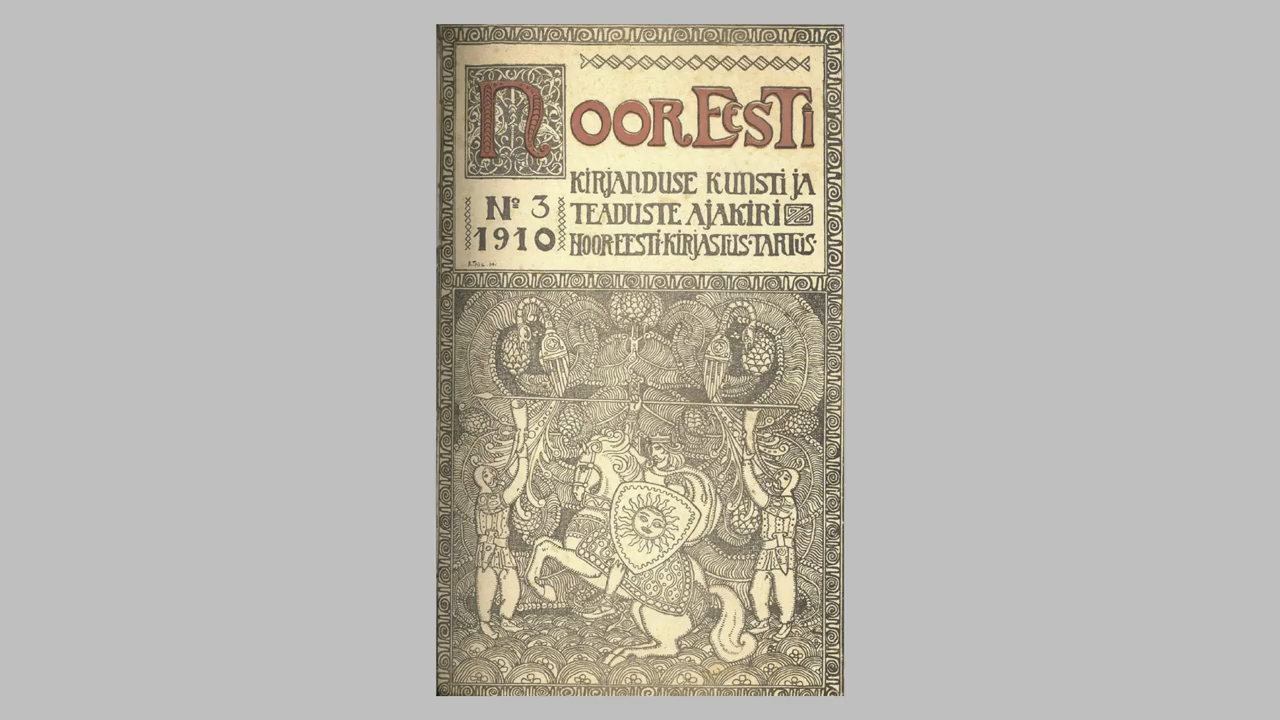 NOOR EESTI
KIRJANDUSE KUNSTI JA
TEADUSTE AJAKIRI
NOOR EESTI·KIRJASTUS·TARTUS·
Nº 3
1910